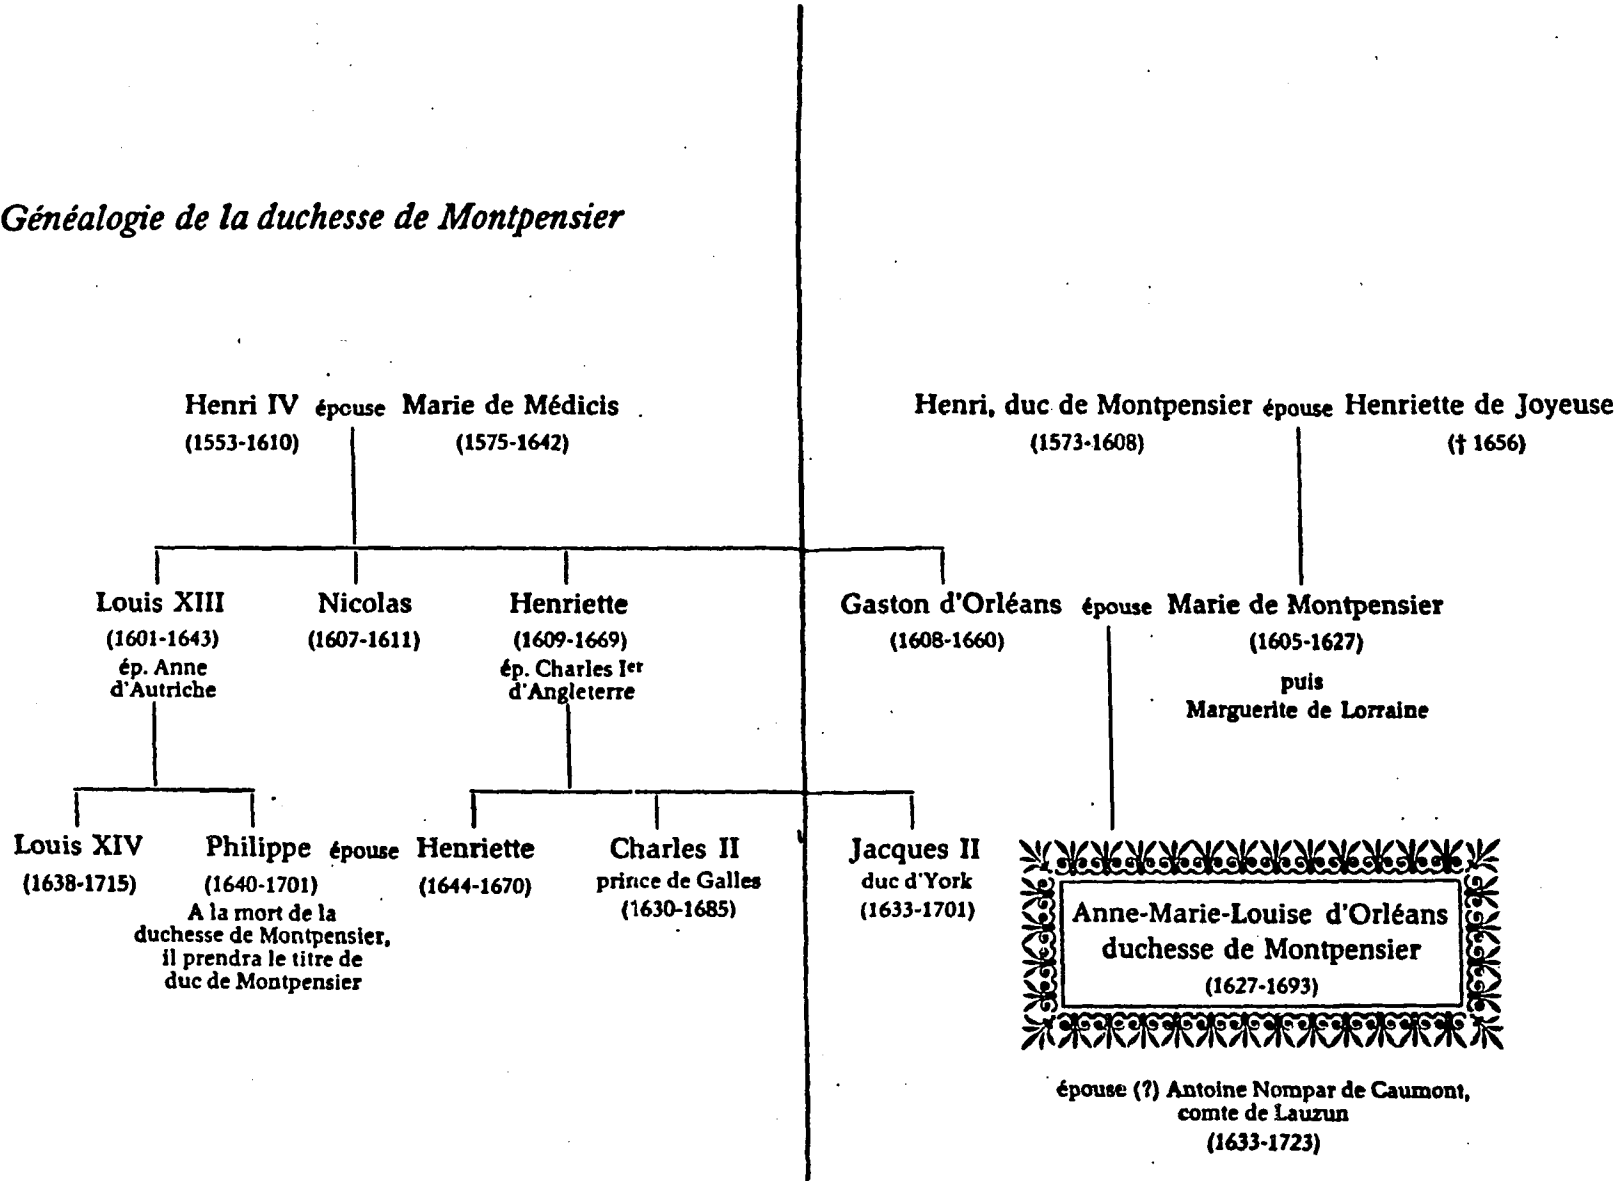 Généalogie de la duchesse de Montpensier
Henri IV épouse Marie de Médicis
(1553-1610) (1575-1642)
Henri, duc de Montpensier épouse Henriette de Joyeuse
(1573-1608) († 1656)
Louis XIII
(1601-1643)
ép. Anne
d'Autriche
Nicolas
(1607-1611)
Henriette
(1609-1669)
ép. Charles Ier
d'Angleterre
Gaston d'Orléans épouse Marie de Montpensier
(1608-1660) (1605-1627)
puis
Marguerite de Lorraine
Louis XIV
(1638-1715)
Philippe épouse Henriette
(1640-1701) (1644-1670)
A la mort de la
duchesse de Montpensier,
il prendra le titre de
duc de Montpensier
Charles II
prince de Galles
(1630-1685)
Jacques II
duc d'York
(1633-1701)
Anne-Marie-Louise d'Orléans
duchesse de Montpensier
(1627-1693)
épouse (?) Antoine Nompar de Caumont,
comte de Lauzun
(1633-1723)